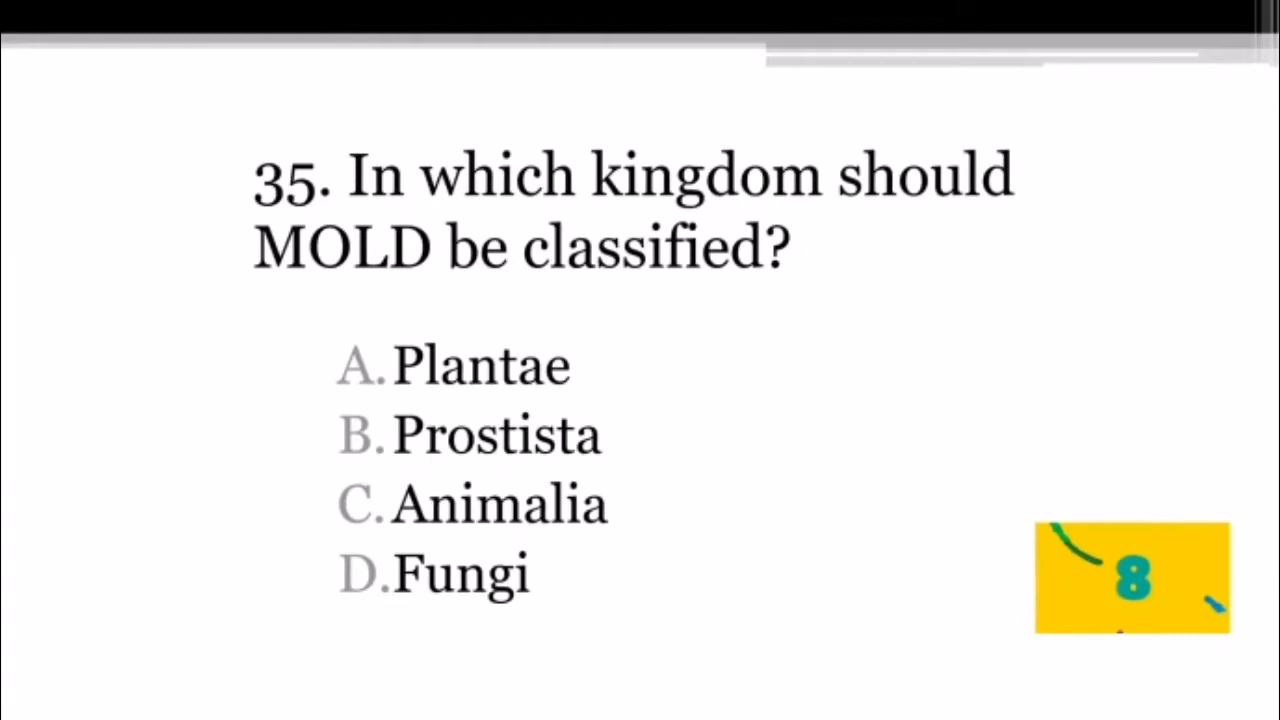 35. In which kingdom should
MOLD be classified?
A. Plantae
B. Prostista
C. Animalia
D. Fungi
8